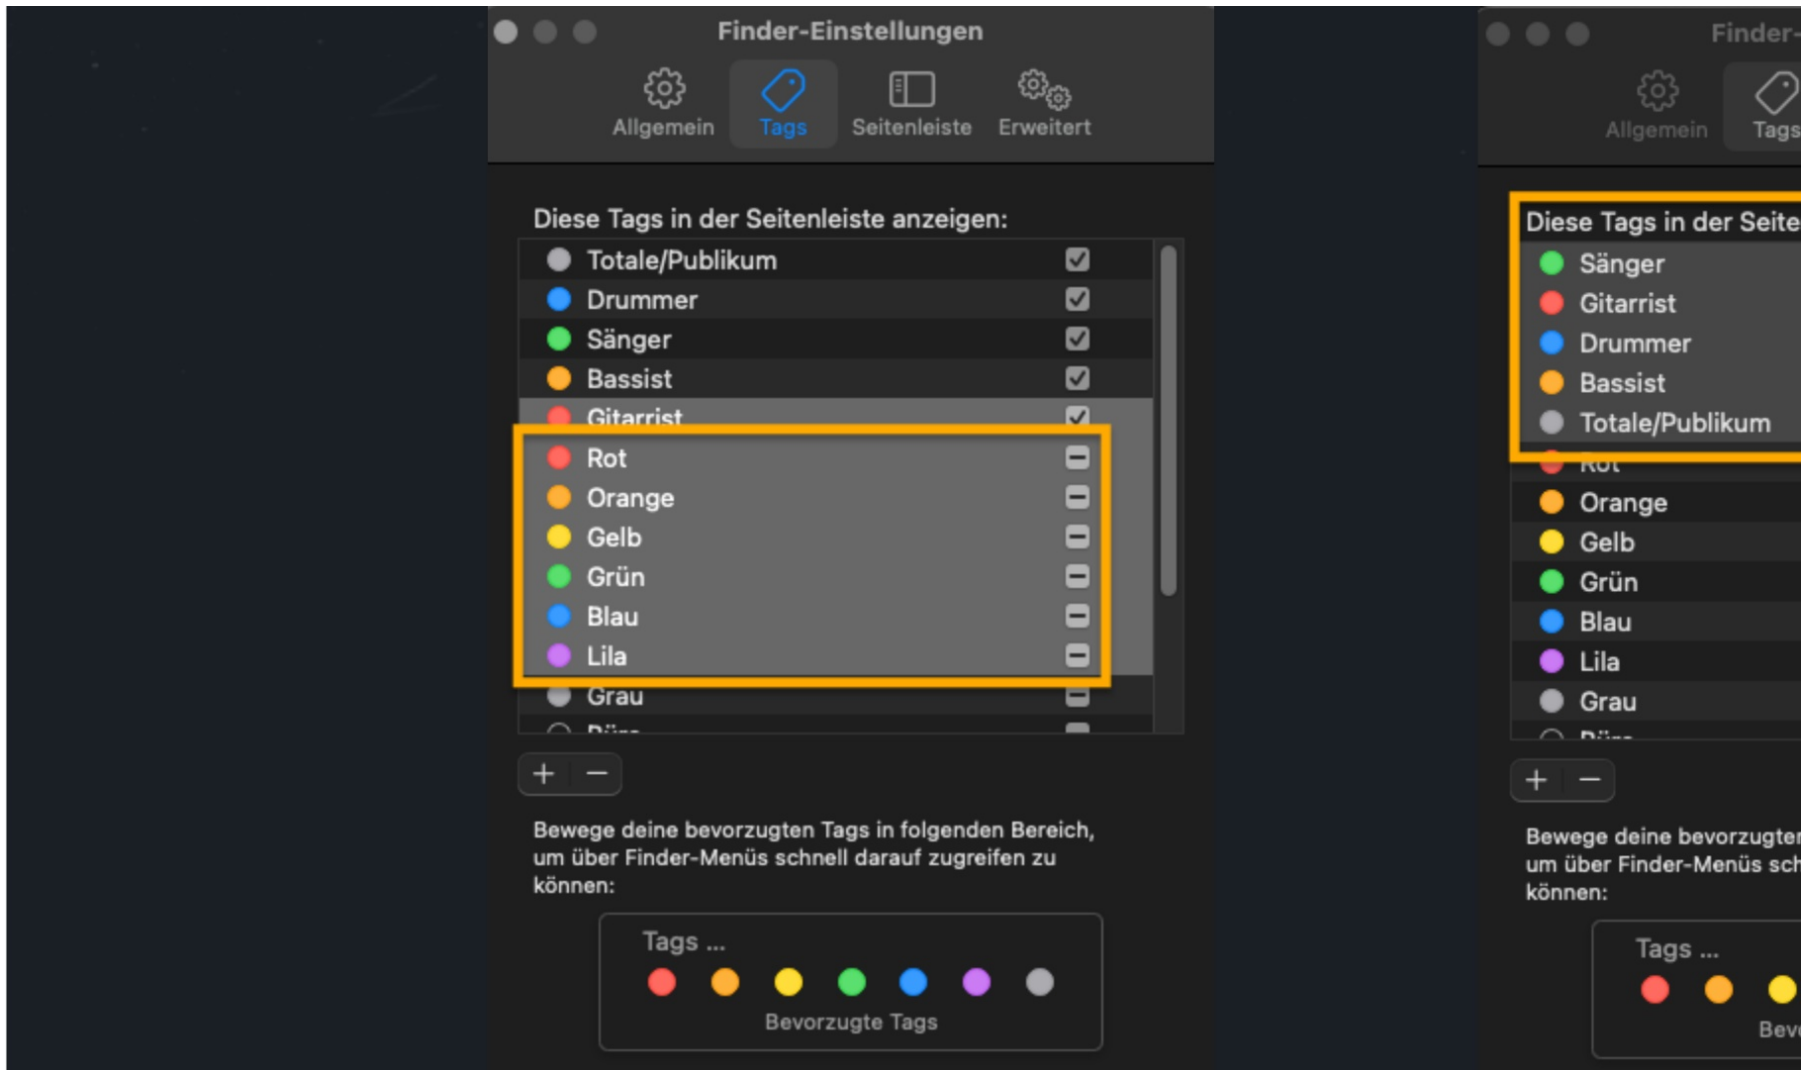 Finder-Einstellungen
Allgemein
Tags
Seitenleiste
Erweitert
Diese Tags in der Seitenleiste anzeigen:
Totale/Publikum
Drummer
Sänger
Bassist
Gitarrist
Rot
Orange
Gelb
Grün
Blau
Lila
Grau
Bewege deine bevorzugten Tags in folgenden Bereich,
um über Finder-Menüs schnell darauf zugreifen zu
können:
Tags ...
Bevorzugte Tags
Finder-
Allgemein
Tags
Diese Tags in der Seite
Sänger
Gitarrist
Drummer
Bassist
Totale/Publikum
Rot
Orange
Gelb
Grün
Blau
Lila
Grau
Bewege deine bevorzugten
um über Finder-Menüs sch
können:
Tags ...
Bev